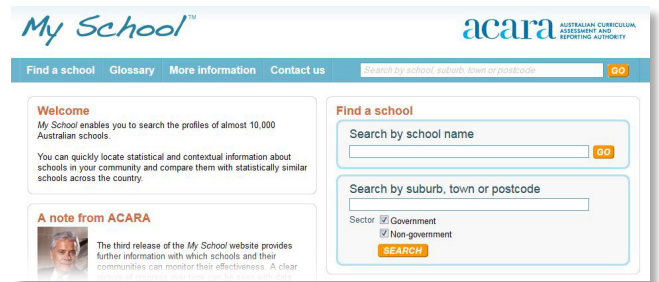 My School™
acara AUSTRALIAN CURRICULUM,
ASSESSMENT AND
REPORTING AUTHORITY
Find a school Glossary More information Contact us Search by school, suburb, town or postcode GO
Welcome
My School enables you to search the profiles of almost 10,000
Australian schools.
You can quickly locate statistical and contextual information about
schools in your community and compare them with statistically similar
schools across the country.
A note from ACARA
The third release of the My School website provides
further information with which schools and their
communities can monitor their effectiveness. A clear
Find a school
Search by school name
GO
Search by suburb, town or postcode
Sector Government
Non-government
SEARCH